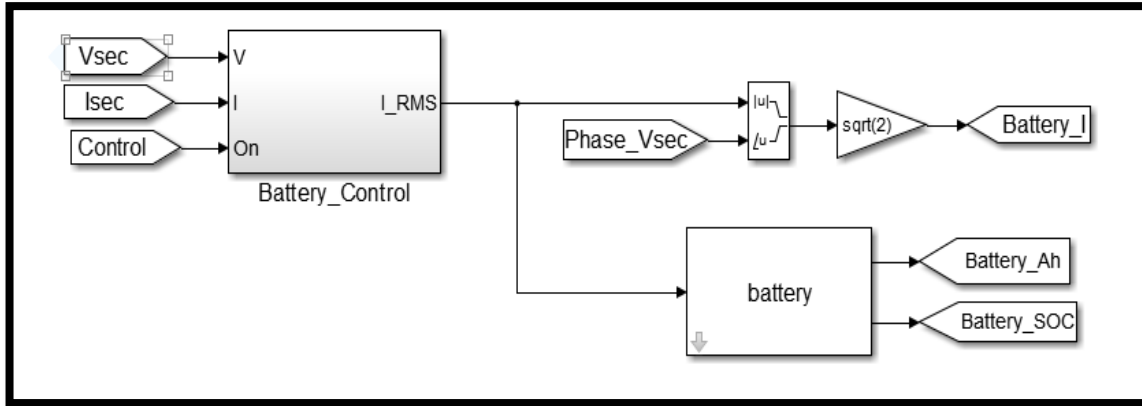 Vsec
V
Isec
I
I_RMS
|u|
Control
On
Phase_Vsec
∠u
sqrt(2)
Battery_I
Battery_Control
battery
Battery_Ah
Battery_SOC